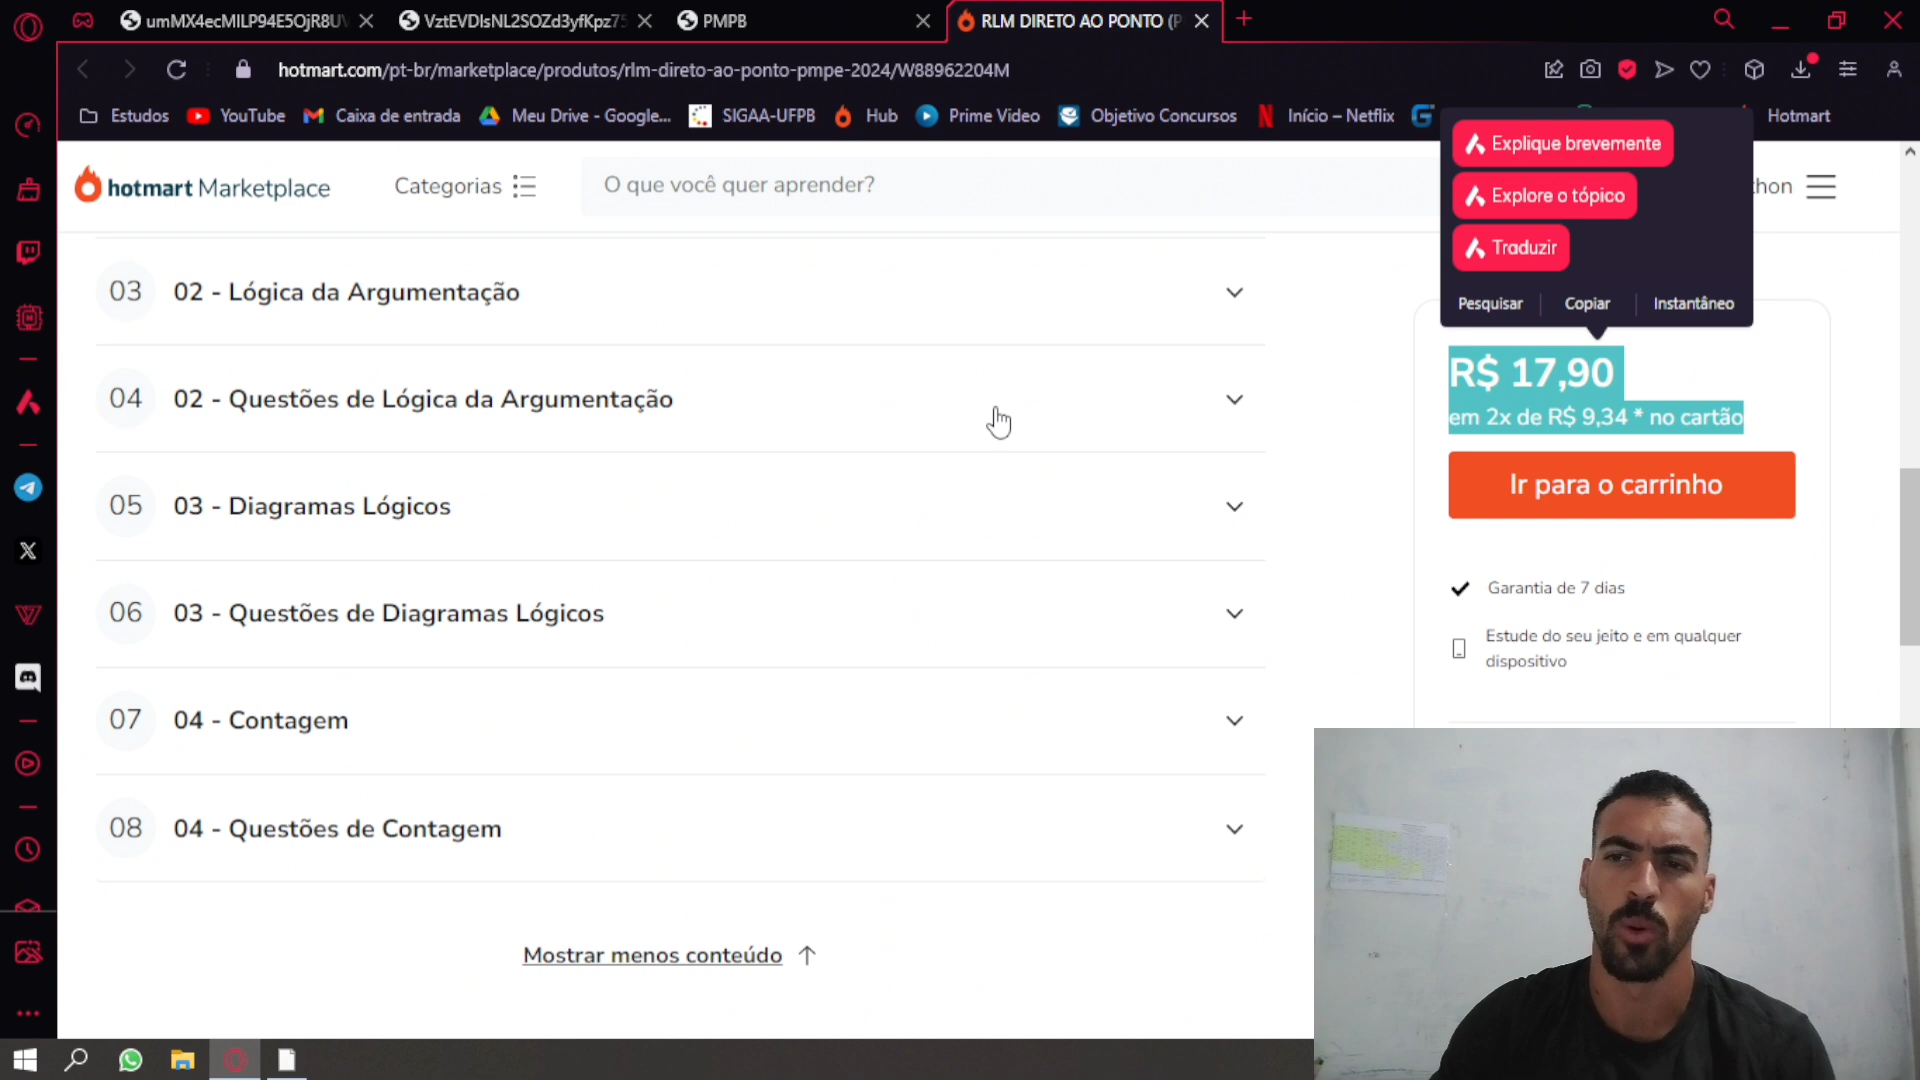 umMX4ecMILP94E5OjR8U
VztEVDIsNL2SOZd3yfKpz75
PMPB
RLM DIRETO AO PONTO (P
hotmart.com/pt-br/marketplace/produtos/rlm-direto-ao-ponto-pmpe-2024/W88962204M
Estudos
YouTube
Caixa de entrada
Meu Drive - Google...
SIGAA-UFPB
Hub
Prime Video
Objetivo Concursos
Início – Netflix
Hotmart
hotmart Marketplace
Categorias
O que você quer aprender?
thon
Explique brevemente
Explore o tópico
Traduzir
Pesquisar
Copiar
Instantâneo
03
02 - Lógica da Argumentação
04
02 - Questões de Lógica da Argumentação
05
03 - Diagramas Lógicos
06
03 - Questões de Diagramas Lógicos
07
04 - Contagem
08
04 - Questões de Contagem
Mostrar menos conteúdo
R$ 17,90
em 2x de R$ 9,34 * no cartão
Ir para o carrinho
Garantia de 7 dias
Estude do seu jeito e em qualquer
dispositivo